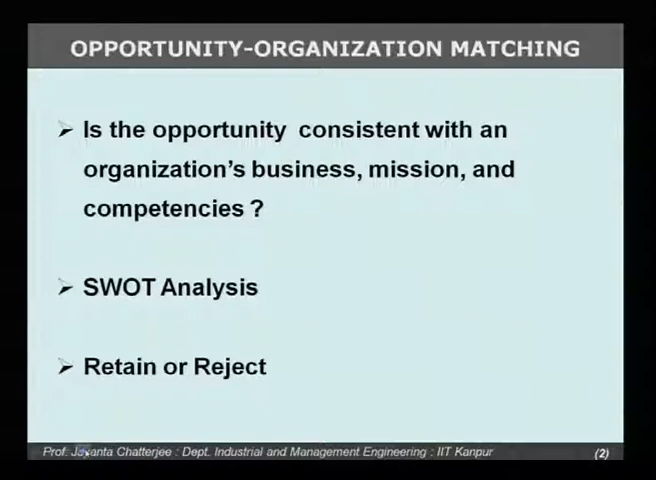 OPPORTUNITY-ORGANIZATION MATCHING
➢ Is the opportunity consistent with an
organization's business, mission, and
competencies ?
➢ SWOT Analysis
➢ Retain or Reject
Prof. Jayanta Chatterjee : Dept. Industrial and Management Engineering : IIT Kanpur (2)